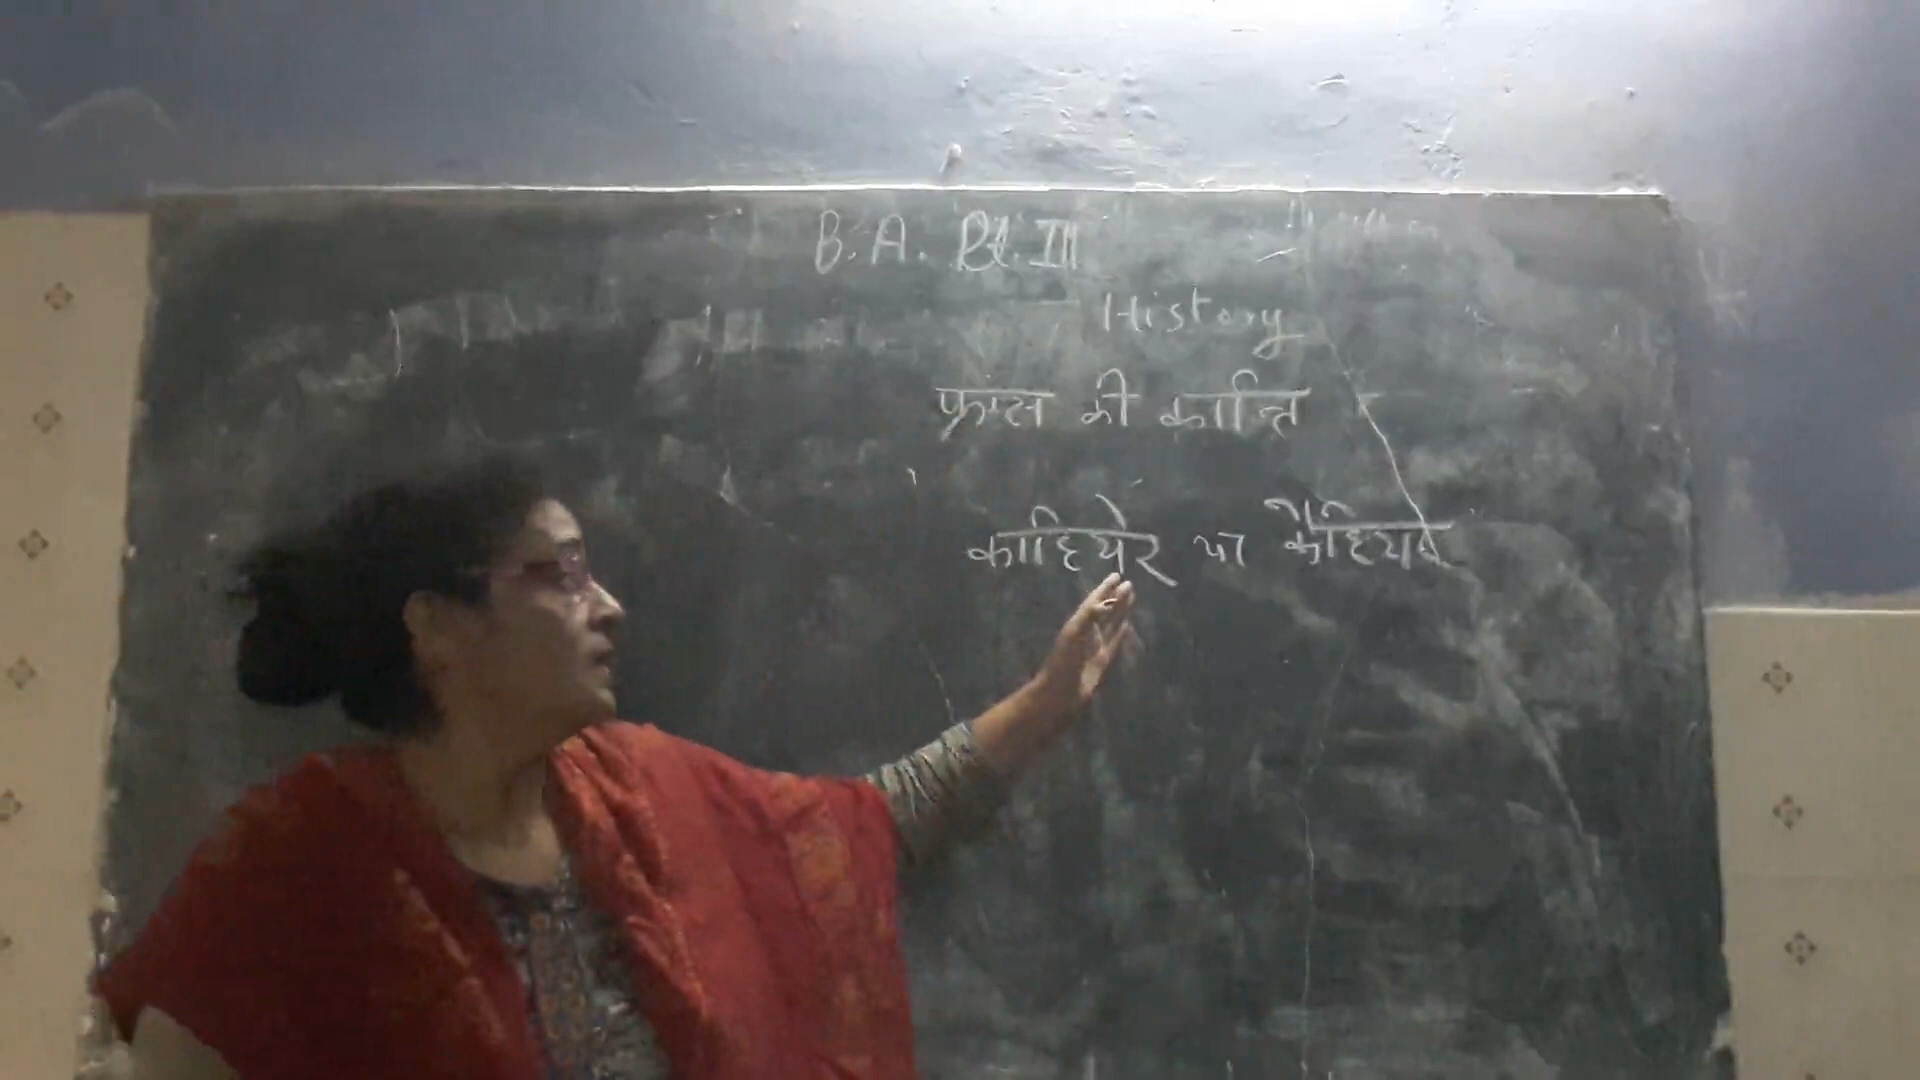 B. A. Pt. III
History
फ्रान्स की क्रान्ति
काहियेर या कैहियर्स